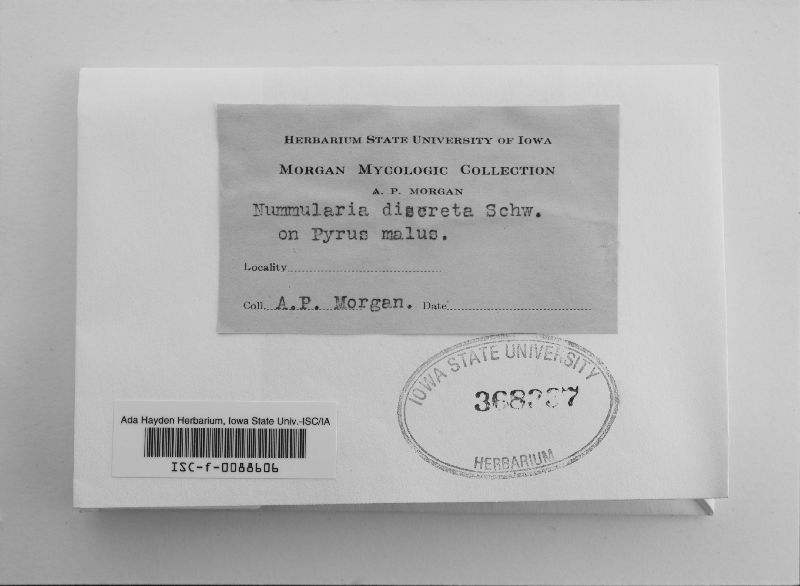 HERBARIUM STATE UNIVERSITY OF IOWA
MORGAN MYCOLOGIC COLLECTION
A. P. MORGAN
Nummularia discreta Schw.
on Pyrus malus.
Locality
Coll. A.P. Morgan. Date
IOWA STATE UNIVERSITY
HERBARIUM
Ada Hayden Herbarium, Iowa State Univ.-ISC/IA
ISC-f-0088606